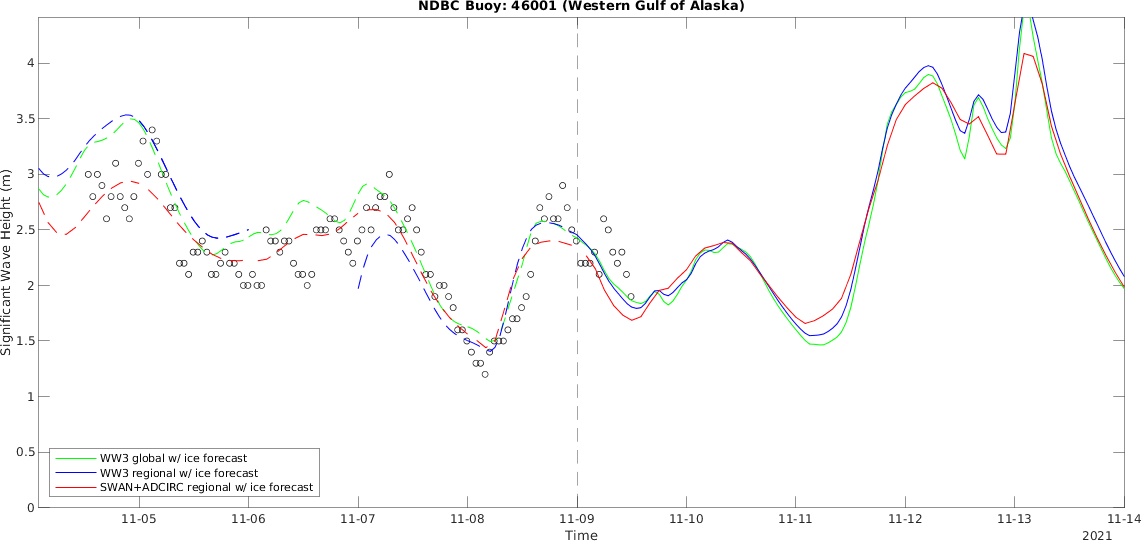 NDBC Buoy: 46001 (Western Gulf of Alaska)
Significant Wave Height (m)
4
3.5
3
2.5
2
1.5
1
0.5
0
WW3 global w/ ice forecast
WW3 regional w/ ice forecast
SWAN+ADCIRC regional w/ ice forecast
11-05 11-06 11-07 11-08 11-09 11-10 11-11 11-12 11-13 11-14
Time
2021